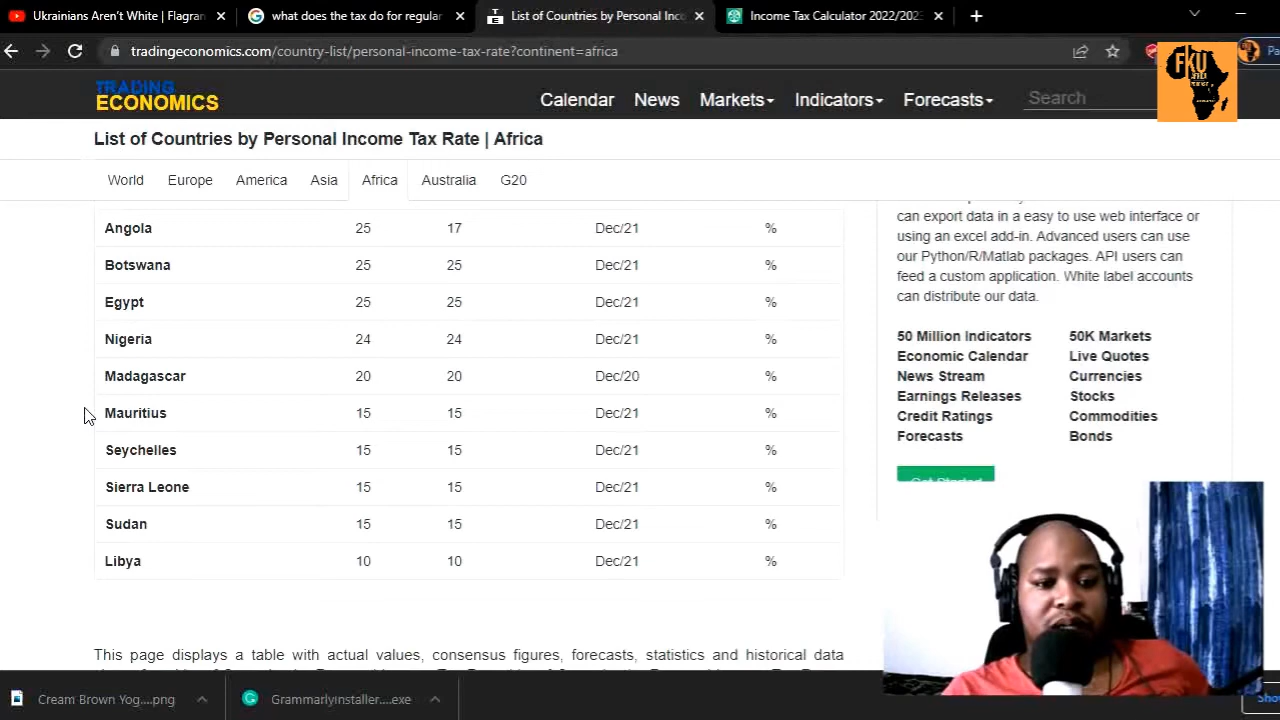 Ukrainians Aren't White | Flagran
what does the tax do for regular
List of Countries by Personal Inco
Income Tax Calculator 2022/202
tradingeconomics.com/country-list/personal-income-tax-rate?continent=africa
Pa
FKU
TRADING
ECONOMICS
Calendar News Markets Indicators Forecasts Search
List of Countries by Personal Income Tax Rate | Africa
World Europe America Asia Africa Australia G20
Angola 25 17 Dec/21 %
Botswana 25 25 Dec/21 %
Egypt 25 25 Dec/21 %
Nigeria 24 24 Dec/21 %
Madagascar 20 20 Dec/20 %
Mauritius 15 15 Dec/21 %
Seychelles 15 15 Dec/21 %
Sierra Leone 15 15 Dec/21 %
Sudan 15 15 Dec/21 %
Libya 10 10 Dec/21 %
can export data in a easy to use web interface or
using an excel add-in. Advanced users can use
our Python/R/Matlab packages. API users can
feed a custom application. White label accounts
can distribute our data.
50 Million Indicators 50K Markets
Economic Calendar Live Quotes
News Stream Currencies
Earnings Releases Stocks
Credit Ratings Commodities
Forecasts Bonds
Get Started
This page displays a table with actual values, consensus figures, forecasts, statistics and historical data
Cream Brown Yog....png
Grammarlyinstaller....exe
Sho